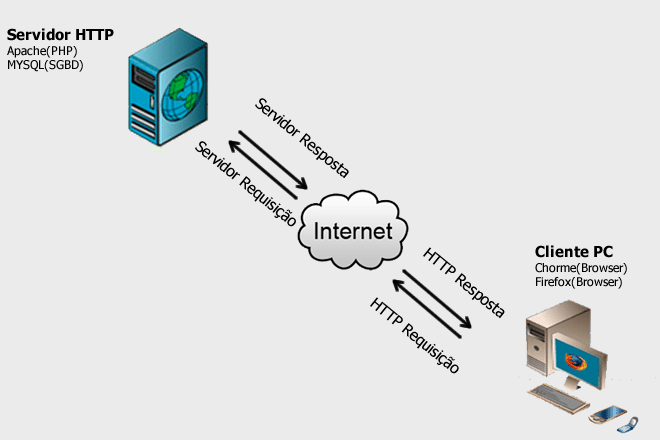 Servidor HTTP
Apache(PHP)
MYSQL(SGBD)
Servidor Resposta
Servidor Requisição
Internet
HTTP Resposta
HTTP Requisição
Cliente PC
Chorme(Browser)
Firefox(Browser)